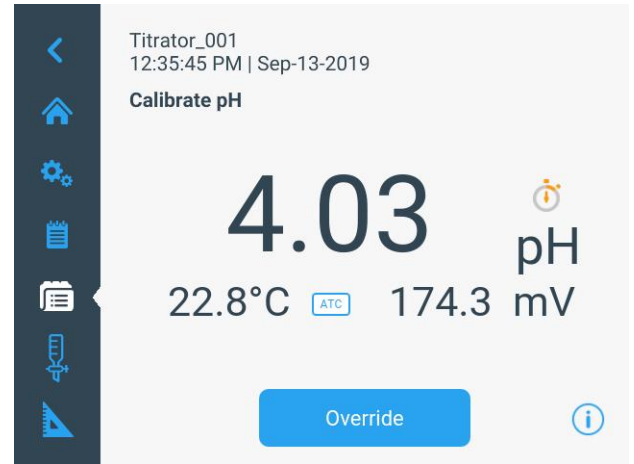 Titrator_001
12:35:45 PM | Sep-13-2019
Calibrate pH
4.03 pH
22.8°C ATC 174.3 mV
Override
i